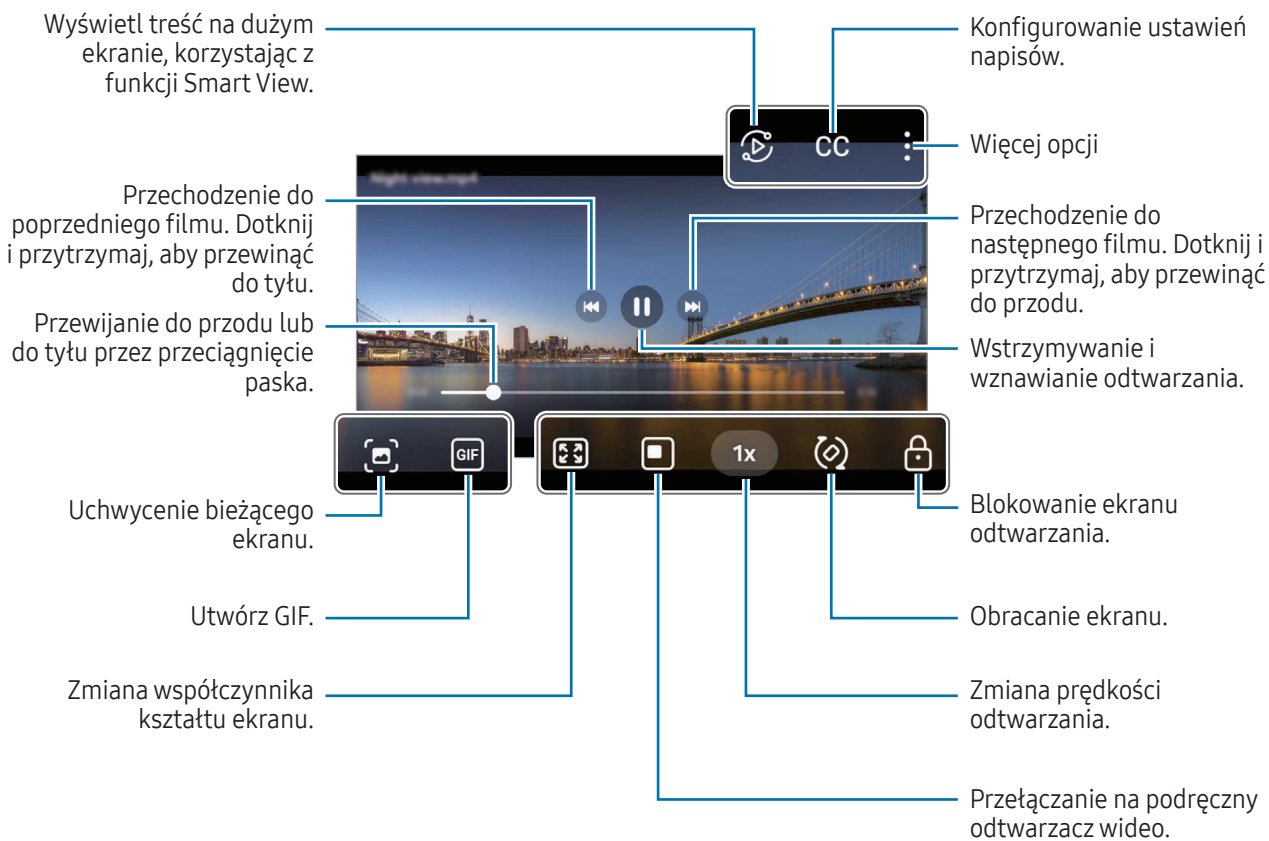 Wyświetl treść na dużym
ekranie, korzystając z
funkcji Smart View.
Konfigurowanie ustawień
napisów.
CC
Więcej opcji
Night view.mp4
Przechodzenie do
poprzedniego filmu. Dotknij
i przytrzymaj, aby przewinąć
do tyłu.
Przechodzenie do
następnego filmu. Dotknij i
przytrzymaj, aby przewinąć
do przodu.
Przewijanie do przodu lub
do tyłu przez przeciągnięcie
paska.
Wstrzymywanie i
wznawianie odtwarzania.
GIF
1x
Uchwycenie bieżącego
ekranu.
Blokowanie ekranu
odtwarzania.
Utwórz GIF.
Obracanie ekranu.
Zmiana współczynnika
kształtu ekranu.
Zmiana prędkości
odtwarzania.
Przełączanie na podręczny
odtwarzacz wideo.